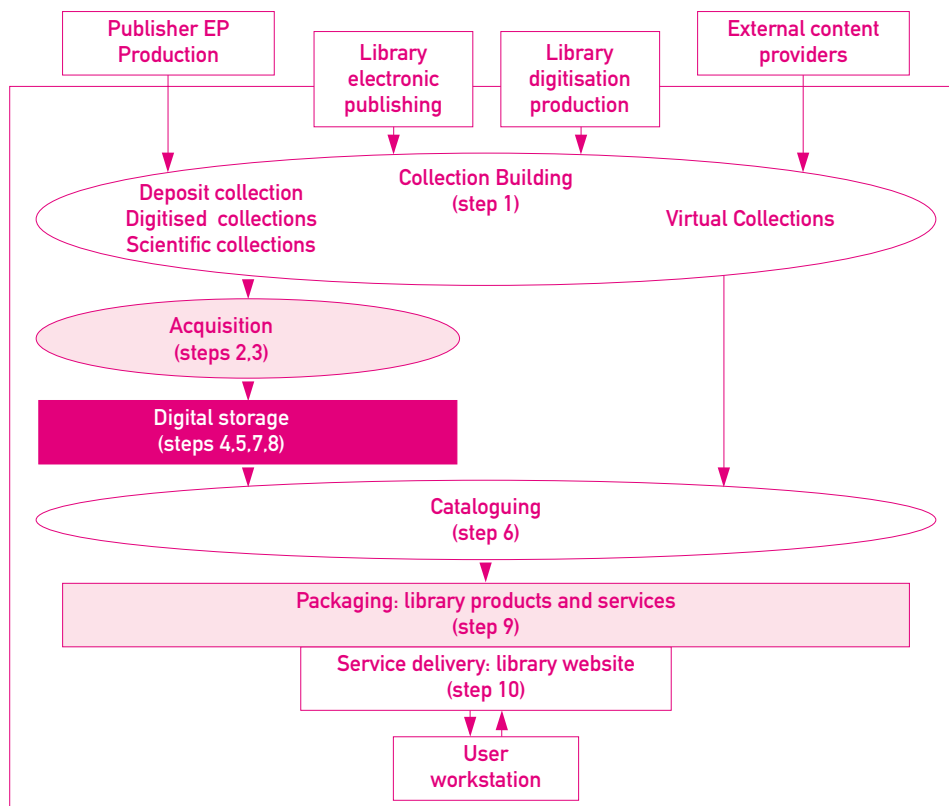 Publisher EP
Production
Library
electronic
publishing
Library
digitisation
production
External content
providers
Collection Building
(step 1)
Deposit collection
Digitised collections
Scientific collections
Virtual Collections
Acquisition
(steps 2,3)
Digital storage
(steps 4,5,7,8)
Cataloguing
(step 6)
Packaging: library products and services
(step 9)
Service delivery: library website
(step 10)
User
workstation